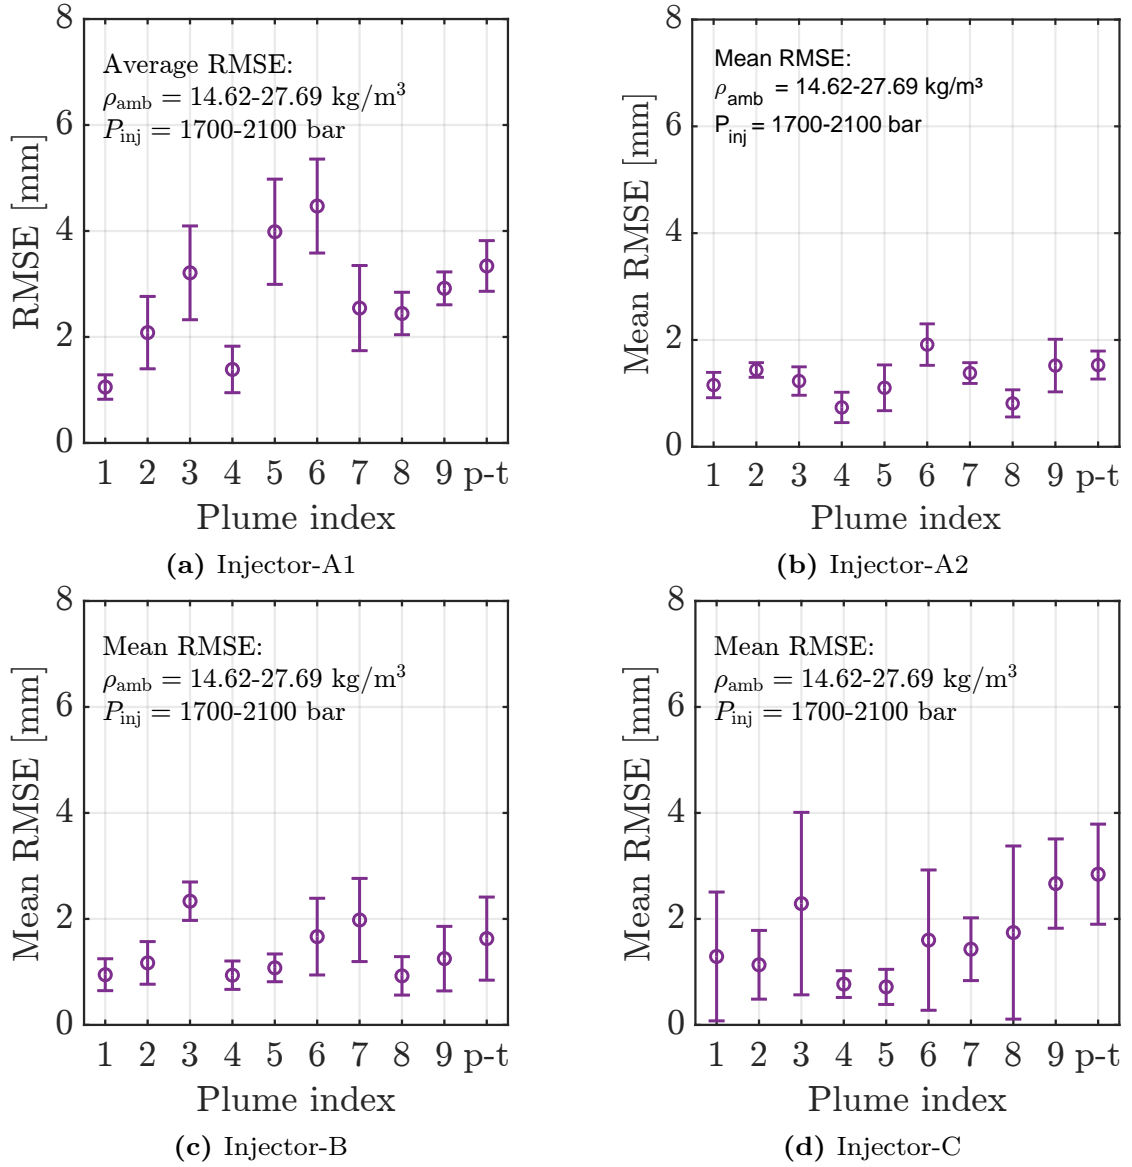 8
6
4
2
0
RMSE [mm]
Average RMSE:
ρamb = 14.62-27.69 kg/m³
Pinj = 1700-2100 bar
1 2 3 4 5 6 7 8 9 p-t
Plume index
(a) Injector-A1
8
6
4
2
0
Mean RMSE [mm]
Mean RMSE:
ρamb = 14.62-27.69 kg/m³
Pinj = 1700-2100 bar
1 2 3 4 5 6 7 8 9 p-t
Plume index
(b) Injector-A2
8
6
4
2
0
Mean RMSE [mm]
Mean RMSE:
ρamb = 14.62-27.69 kg/m³
Pinj = 1700-2100 bar
1 2 3 4 5 6 7 8 9 p-t
Plume index
(c) Injector-B
8
6
4
2
0
Mean RMSE [mm]
Mean RMSE:
ρamb = 14.62-27.69 kg/m³
Pinj = 1700-2100 bar
1 2 3 4 5 6 7 8 9 p-t
Plume index
(d) Injector-C